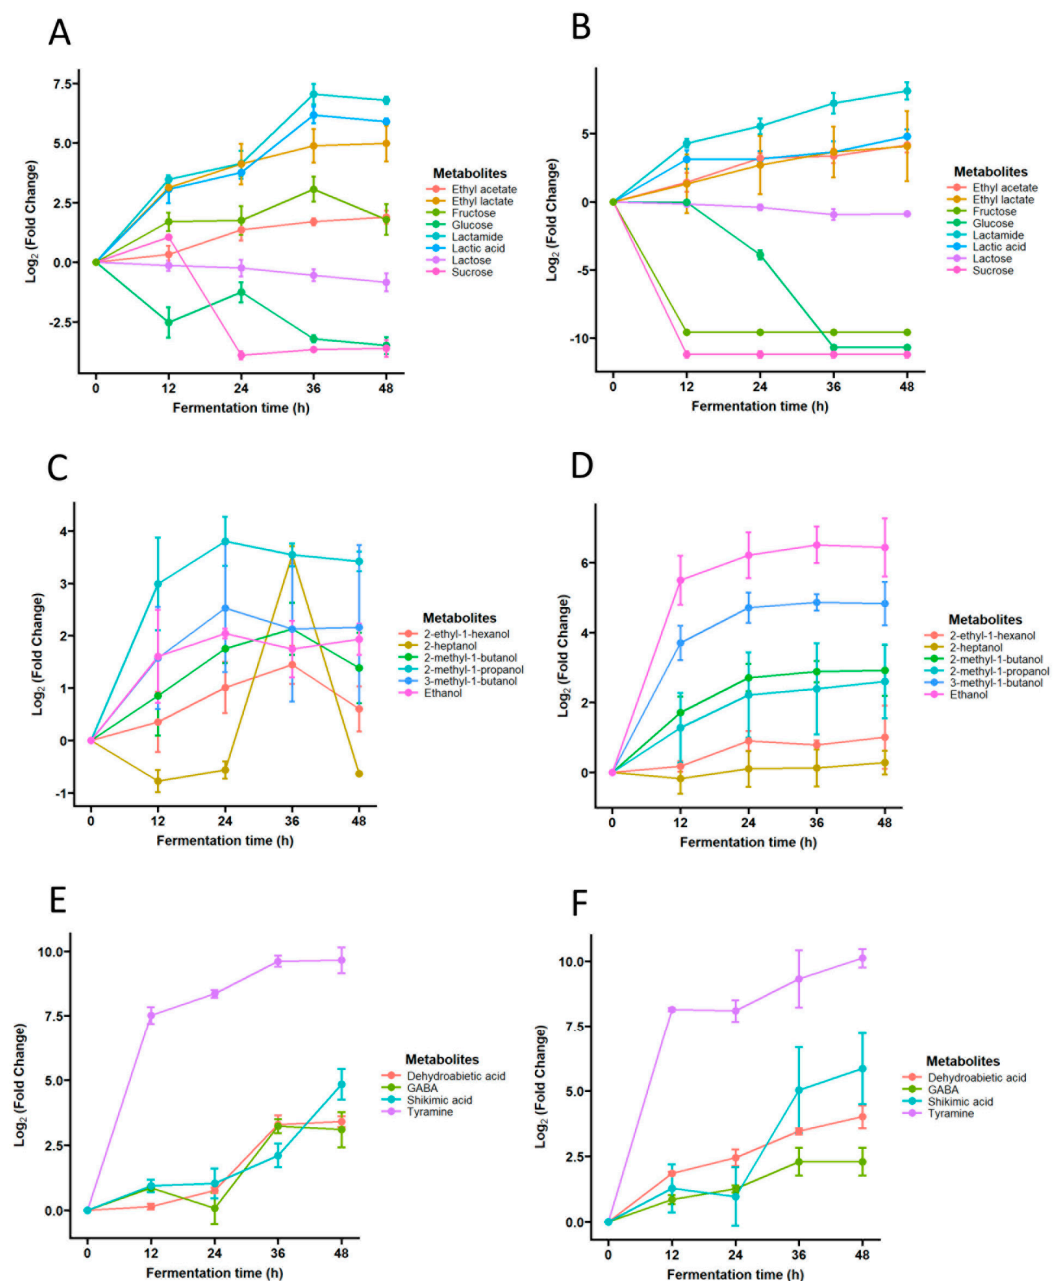 A
Log2 (Fold Change)
7.5
5.0
2.5
0.0
-2.5
0 12 24 36 48
Fermentation time (h)
Metabolites
Ethyl acetate
Ethyl lactate
Fructose
Glucose
Lactamide
Lactic acid
Lactose
Sucrose
B
Log2 (Fold Change)
5
0
-5
-10
0 12 24 36 48
Fermentation time (h)
Metabolites
Ethyl acetate
Ethyl lactate
Fructose
Glucose
Lactamide
Lactic acid
Lactose
Sucrose
C
Log2 (Fold Change)
4
3
2
1
0
-1
0 12 24 36 48
Fermentation time (h)
Metabolites
2-ethyl-1-hexanol
2-heptanol
2-methyl-1-butanol
2-methyl-1-propanol
3-methyl-1-butanol
Ethanol
D
Log2 (Fold Change)
6
4
2
0
0 12 24 36 48
Fermentation time (h)
Metabolites
2-ethyl-1-hexanol
2-heptanol
2-methyl-1-butanol
2-methyl-1-propanol
3-methyl-1-butanol
Ethanol
E
Log2 (Fold Change)
10.0
7.5
5.0
2.5
0.0
0 12 24 36 48
Fermentation time (h)
Metabolites
Dehydroabietic acid
GABA
Shikimic acid
Tyramine
F
Log2 (Fold Change)
10.0
7.5
5.0
2.5
0.0
0 12 24 36 48
Fermentation time (h)
Metabolites
Dehydroabietic acid
GABA
Shikimic acid
Tyramine